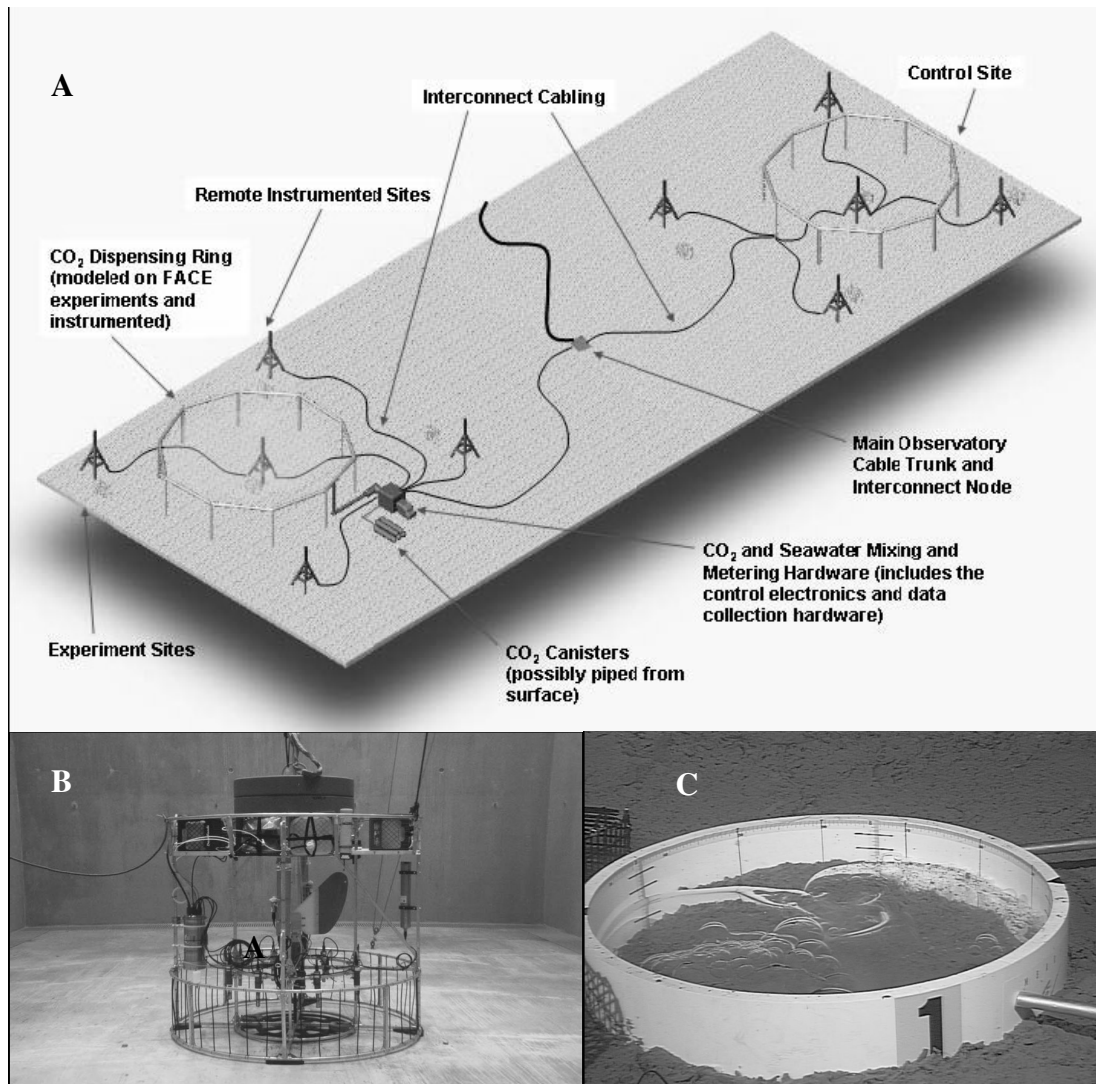 A
Control Site
Interconnect Cabling
Remote Instrumented Sites
CO₂ Dispensing Ring
(modeled on FACE
experiments and
instrumented)
Main Observatory
Cable Trunk and
Interconnect Node
CO₂ and Seawater Mixing and
Metering Hardware (includes the
control electronics and data
collection hardware)
Experiment Sites
CO₂ Canisters
(possibly piped from
surface)
B
A
C
1